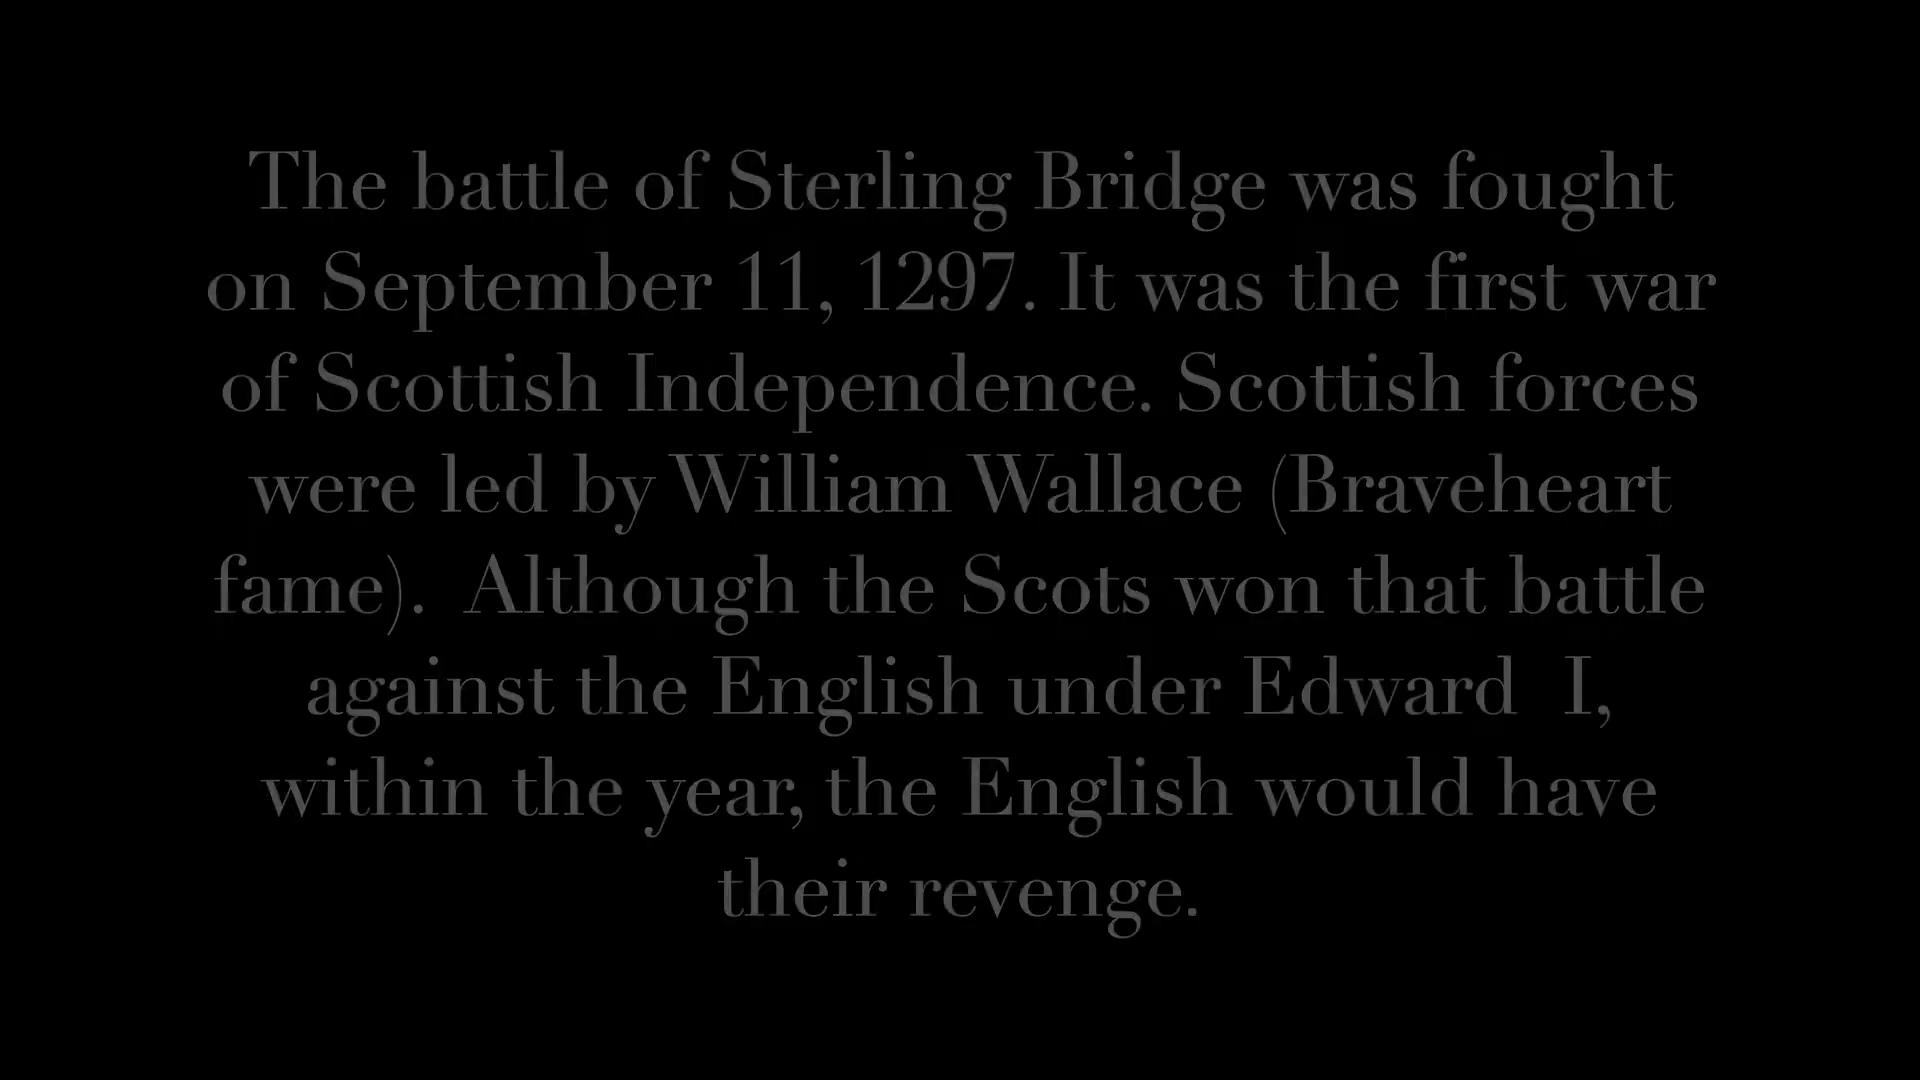 The battle of Sterling Bridge was fought
on September 11, 1297. It was the first war
of Scottish Independence. Scottish forces
were led by William Wallace (Braveheart
fame).  Although the Scots won that battle
against the English under Edward  I,
within the year, the English would have
their revenge.